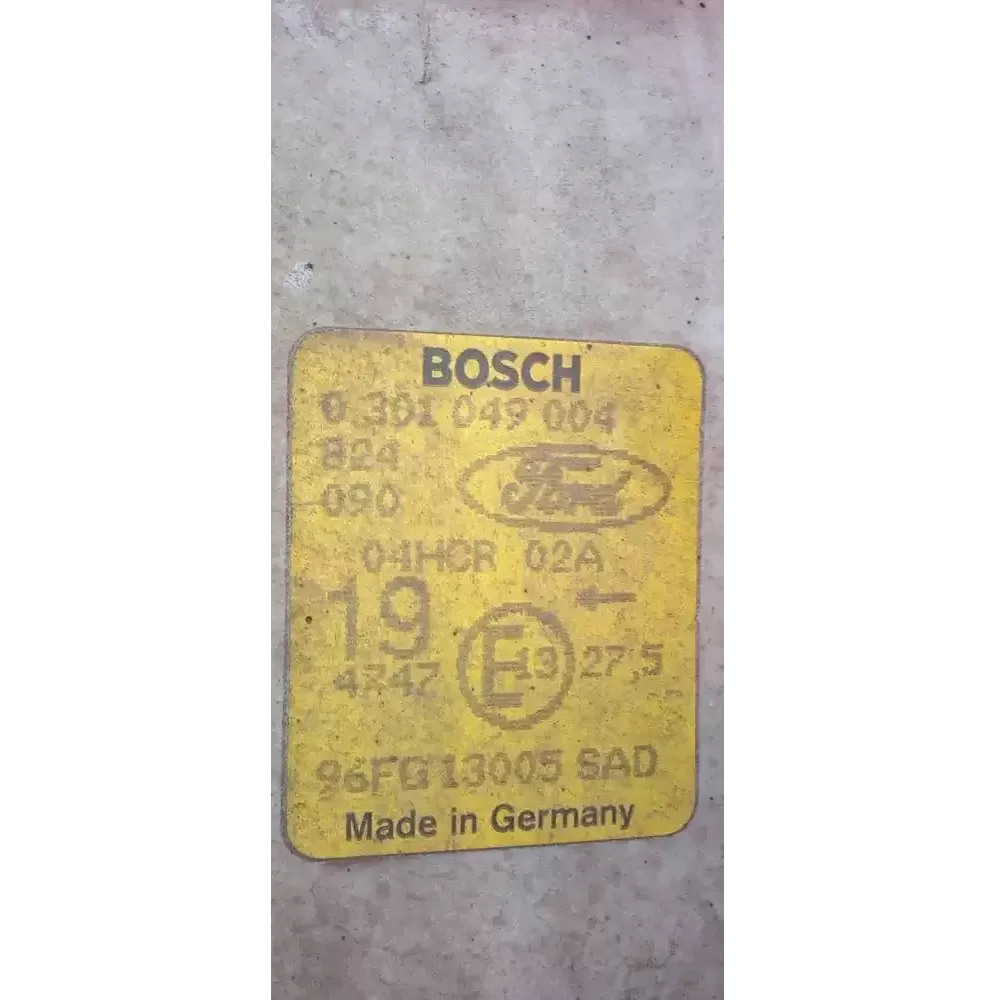 BOSCH
0 301 049 004
824
Ford
090
04HCR 02A
19
E 13 27,5
4747
96FG 13005 SAD
Made in Germany